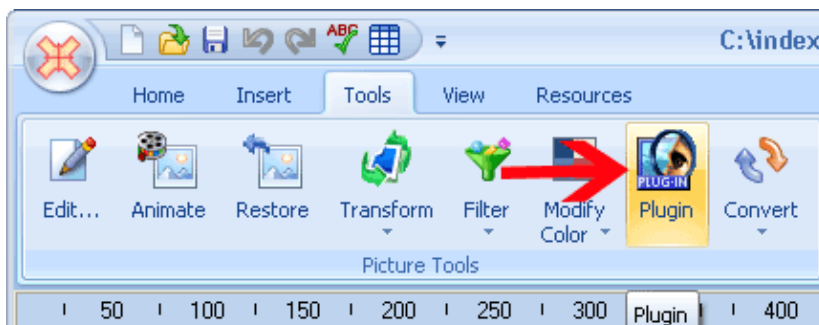 ABC
C:\index
Home Insert Tools View Resources
PLUG-IN
Edit... Animate Restore Transform Filter Modify Color Plugin Convert
Picture Tools
50 100 150 200 250 300 Plugin 400